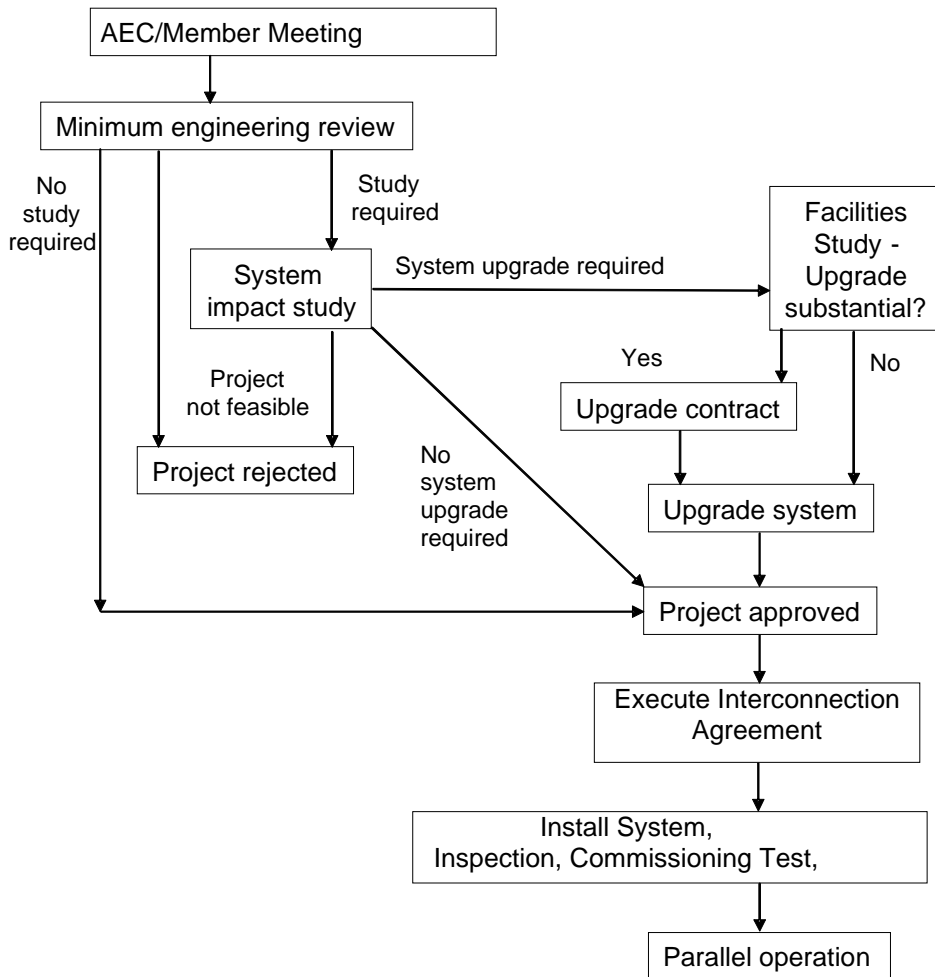 AEC/Member Meeting
Minimum engineering review
No
study
required
Study
required
Facilities
Study -
Upgrade
substantial?
System
impact study
System upgrade required
Yes
No
Project
not feasible
Upgrade contract
Project rejected
No
system
upgrade
required
Upgrade system
Project approved
Execute Interconnection
Agreement
Install System,
Inspection, Commissioning Test,
Parallel operation